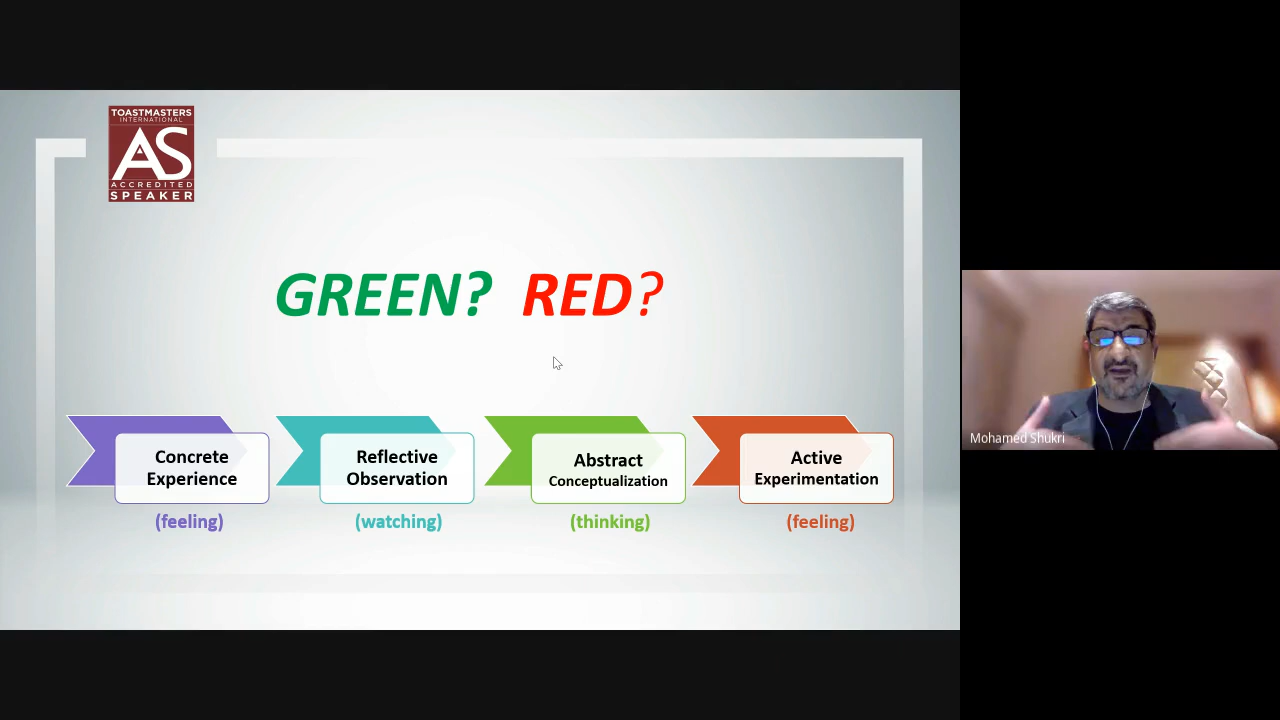 TOASTMASTERS
INTERNATIONAL
AS
ACCREDITED
SPEAKER
GREEN? RED?
Concrete
Experience
(feeling)
Reflective
Observation
(watching)
Abstract
Conceptualization
(thinking)
Active
Experimentation
(feeling)
Mohamed Shukri